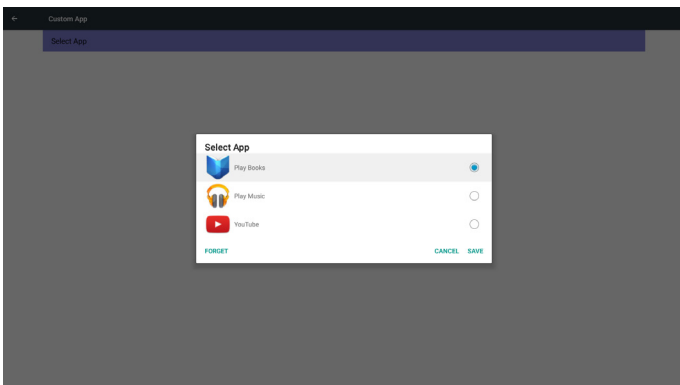 Custom App
Select App
Select App
Play Books
Play Music
YouTube
FORGET CANCEL SAVE